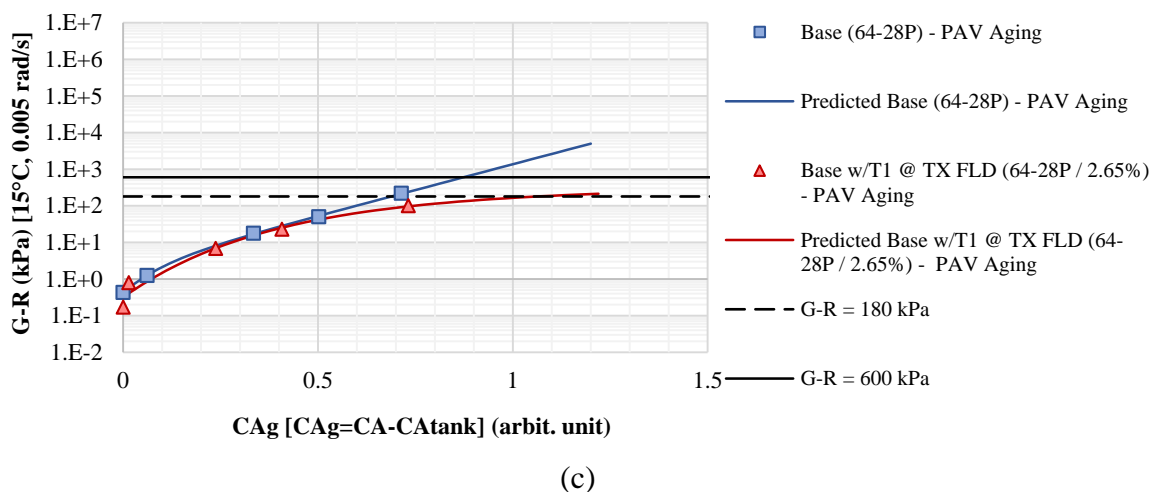 G-R (kPa) [15°C, 0.005 rad/s]
1.E+7
1.E+6
1.E+5
1.E+4
1.E+3
1.E+2
1.E+1
1.E+0
1.E-1
1.E-2
0
0.5
1
1.5
CAg [CAg=CA-CAtank] (arbit. unit)
Base (64-28P) - PAV Aging
Predicted Base (64-28P) - PAV Aging
Base w/T1 @ TX FLD (64-28P / 2.65%)
- PAV Aging
Predicted Base w/T1 @ TX FLD (64-
28P / 2.65%) - PAV Aging
G-R = 180 kPa
G-R = 600 kPa
(c)